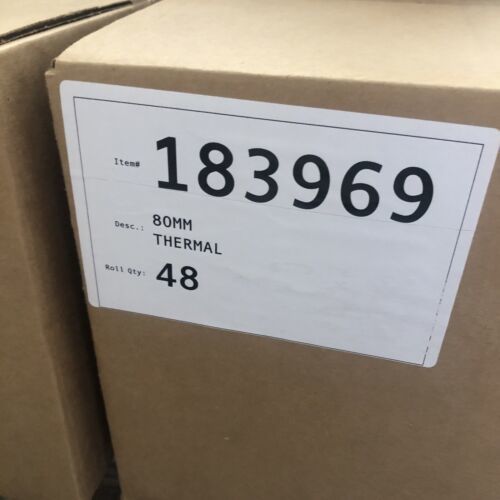 Item# 183969
Desc.: 80MM
THERMAL
Roll Qty: 48